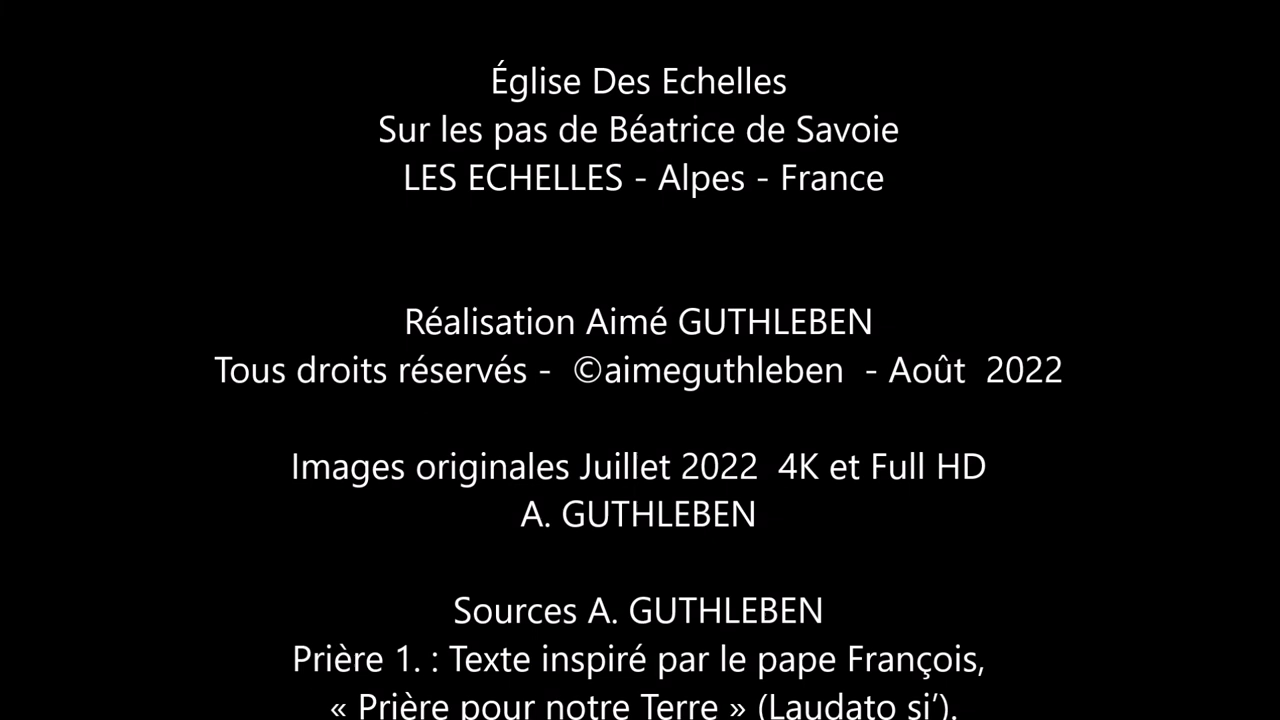 Église Des Echelles
Sur les pas de Béatrice de Savoie
LES ECHELLES - Alpes - France
Réalisation Aimé GUTHLEBEN
Tous droits réservés - ©aimeguthleben - Août 2022
Images originales Juillet 2022 4K et Full HD
A. GUTHLEBEN
Sources A. GUTHLEBEN
Prière 1. : Texte inspiré par le pape François,
« Prière pour notre Terre » (Laudato si’).